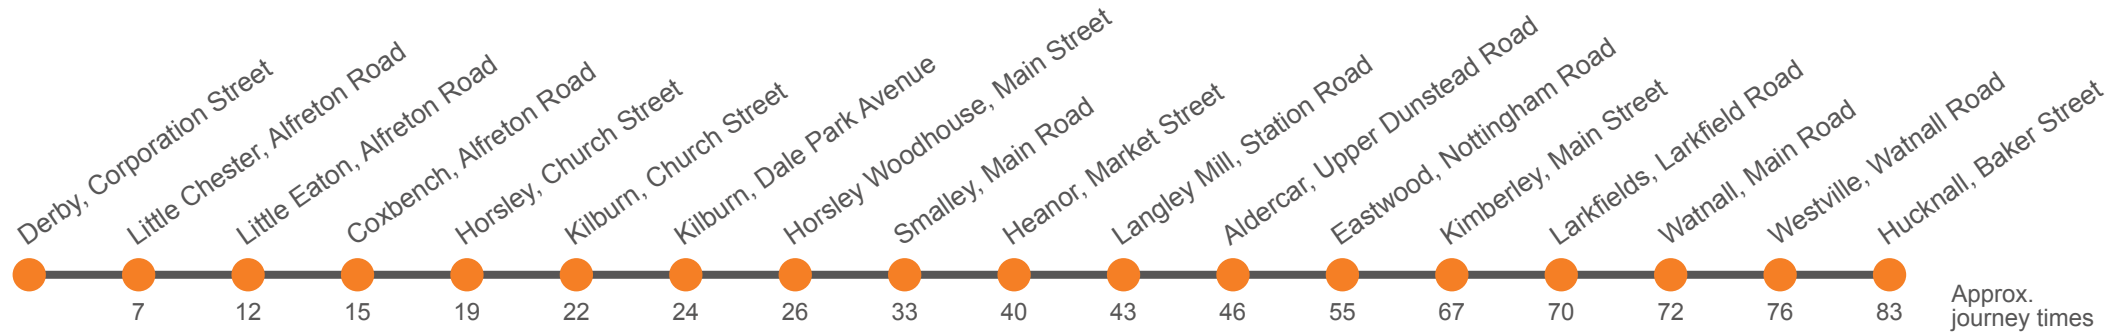 Derby, Corporation Street
Little Chester, Alfreton Road
Little Eaton, Alfreton Road
Coxbench, Alfreton Road
Horsley, Church Street
Kilburn, Church Street
Kilburn, Dale Park Avenue
Horsley Woodhouse, Main Street
Smalley, Main Road
Heanor, Market Street
Langley Mill, Station Road
Aldercar, Upper Dunstead Road
Eastwood, Nottingham Road
Kimberley, Main Street
Larkfields, Larkfield Road
Watnall, Main Road
Westville, Watnall Road
Hucknall, Baker Street
7 12 15 19 22 24 26 33 40 43 46 55 67 70 72 76 83
Approx.
journey times